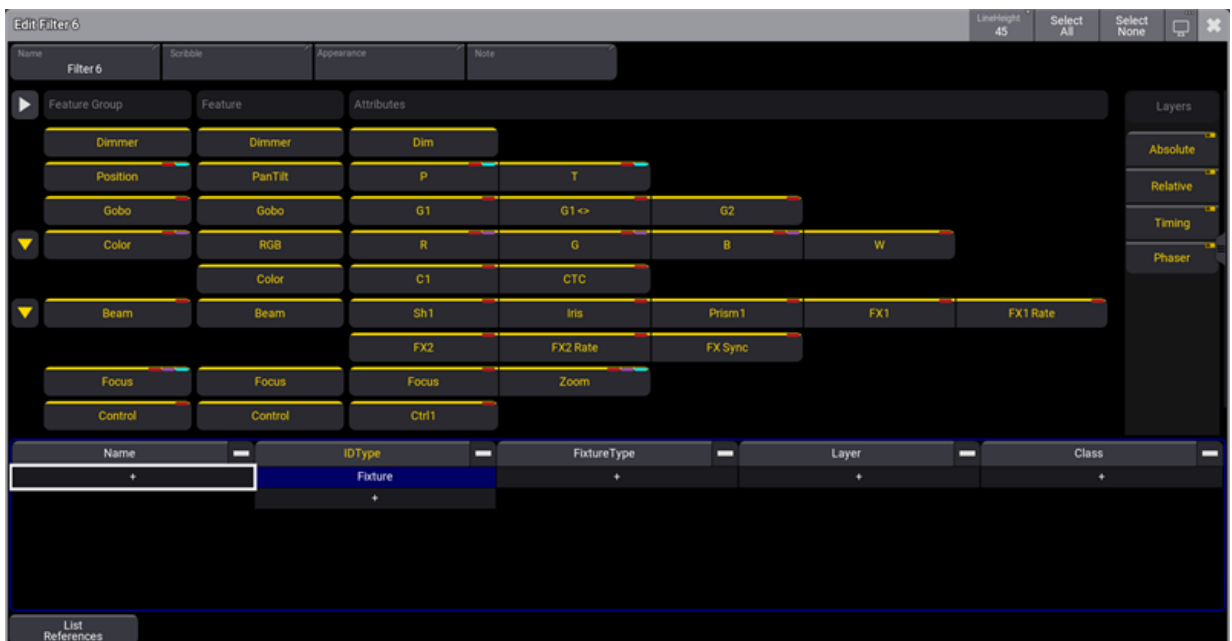 Edit Filter 6
LineHeight
45
Select
All
Select
None
Name
Filter 6
Scribble
Appearance
Note
Feature Group
Feature
Attributes
Layers
Dimmer
Dimmer
Dim
Absolute
Position
PanTilt
P
T
Relative
Gobo
Gobo
G1
G1 <>
G2
Timing
Color
RGB
R
G
B
W
Phaser
Color
C1
CTC
Beam
Beam
Sh1
Iris
Prism1
FX1
FX1 Rate
FX2
FX2 Rate
FX Sync
Focus
Focus
Focus
Zoom
Control
Control
Ctrl1
Name
IDType
FixtureType
Layer
Class
+
Fixture
+
+
+
+
List
References